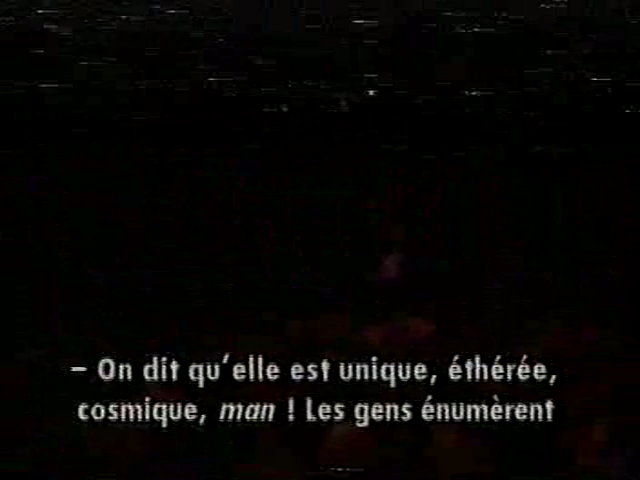 – On dit qu'elle est unique, éthérée,
cosmique, man ! Les gens énumèrent